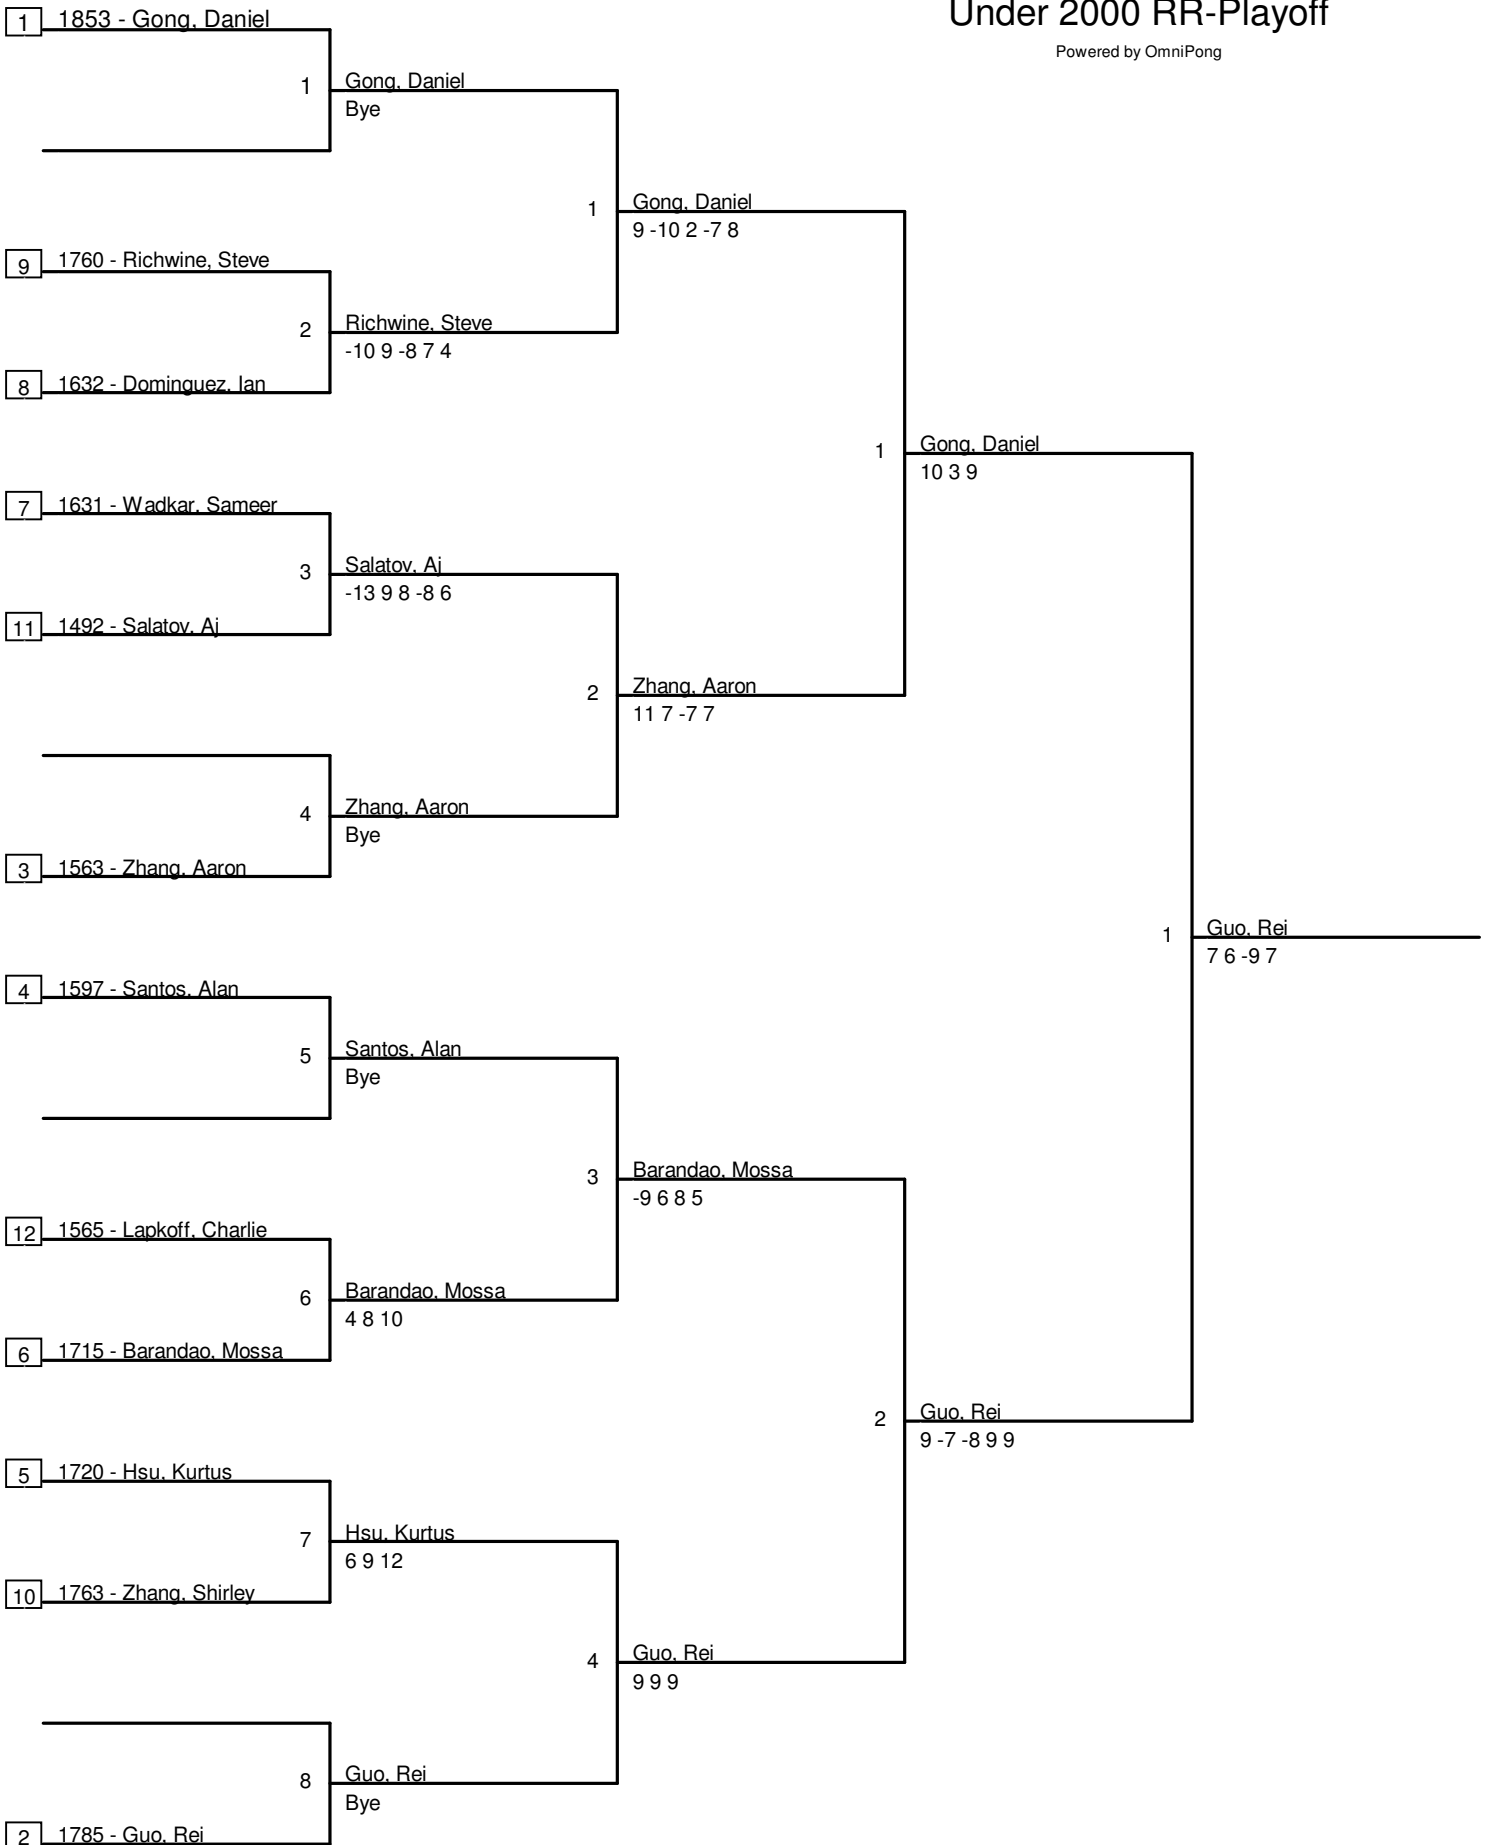 Under 2000 RR-Playoff
Powered by OmniPong
1 1853 - Gong, Daniel
1 Gong, Daniel
Bye
1 Gong, Daniel
9 -10 2 -7 8
9 1760 - Richwine, Steve
2 Richwine, Steve
-10 9 -8 7 4
8 1632 - Dominguez, Ian
1 Gong, Daniel
10 3 9
7 1631 - Wadkar, Sameer
3 Salatov, Aj
-13 9 8 -8 6
11 1492 - Salatov, Aj
2 Zhang, Aaron
11 7 -7 7
4 Zhang, Aaron
Bye
3 1563 - Zhang, Aaron
1 Guo, Rei
7 6 -9 7
4 1597 - Santos, Alan
5 Santos, Alan
Bye
3 Barandao, Mossa
-9 6 8 5
12 1565 - Lapkoff, Charlie
6 Barandao, Mossa
4 8 10
6 1715 - Barandao, Mossa
2 Guo, Rei
9 -7 -8 9 9
5 1720 - Hsu, Kurtus
7 Hsu, Kurtus
6 9 12
10 1763 - Zhang, Shirley
4 Guo, Rei
9 9 9
8 Guo, Rei
Bye
2 1785 - Guo, Rei